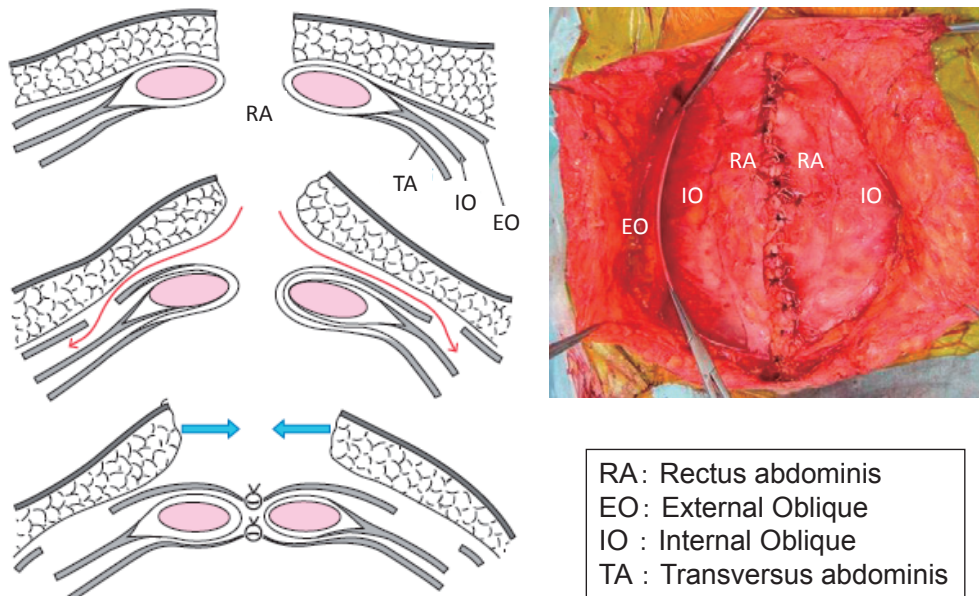 RA
TA
IO
EO
RA
RA
IO
IO
EO
RA : Rectus abdominis
EO : External Oblique
IO : Internal Oblique
TA : Transversus abdominis